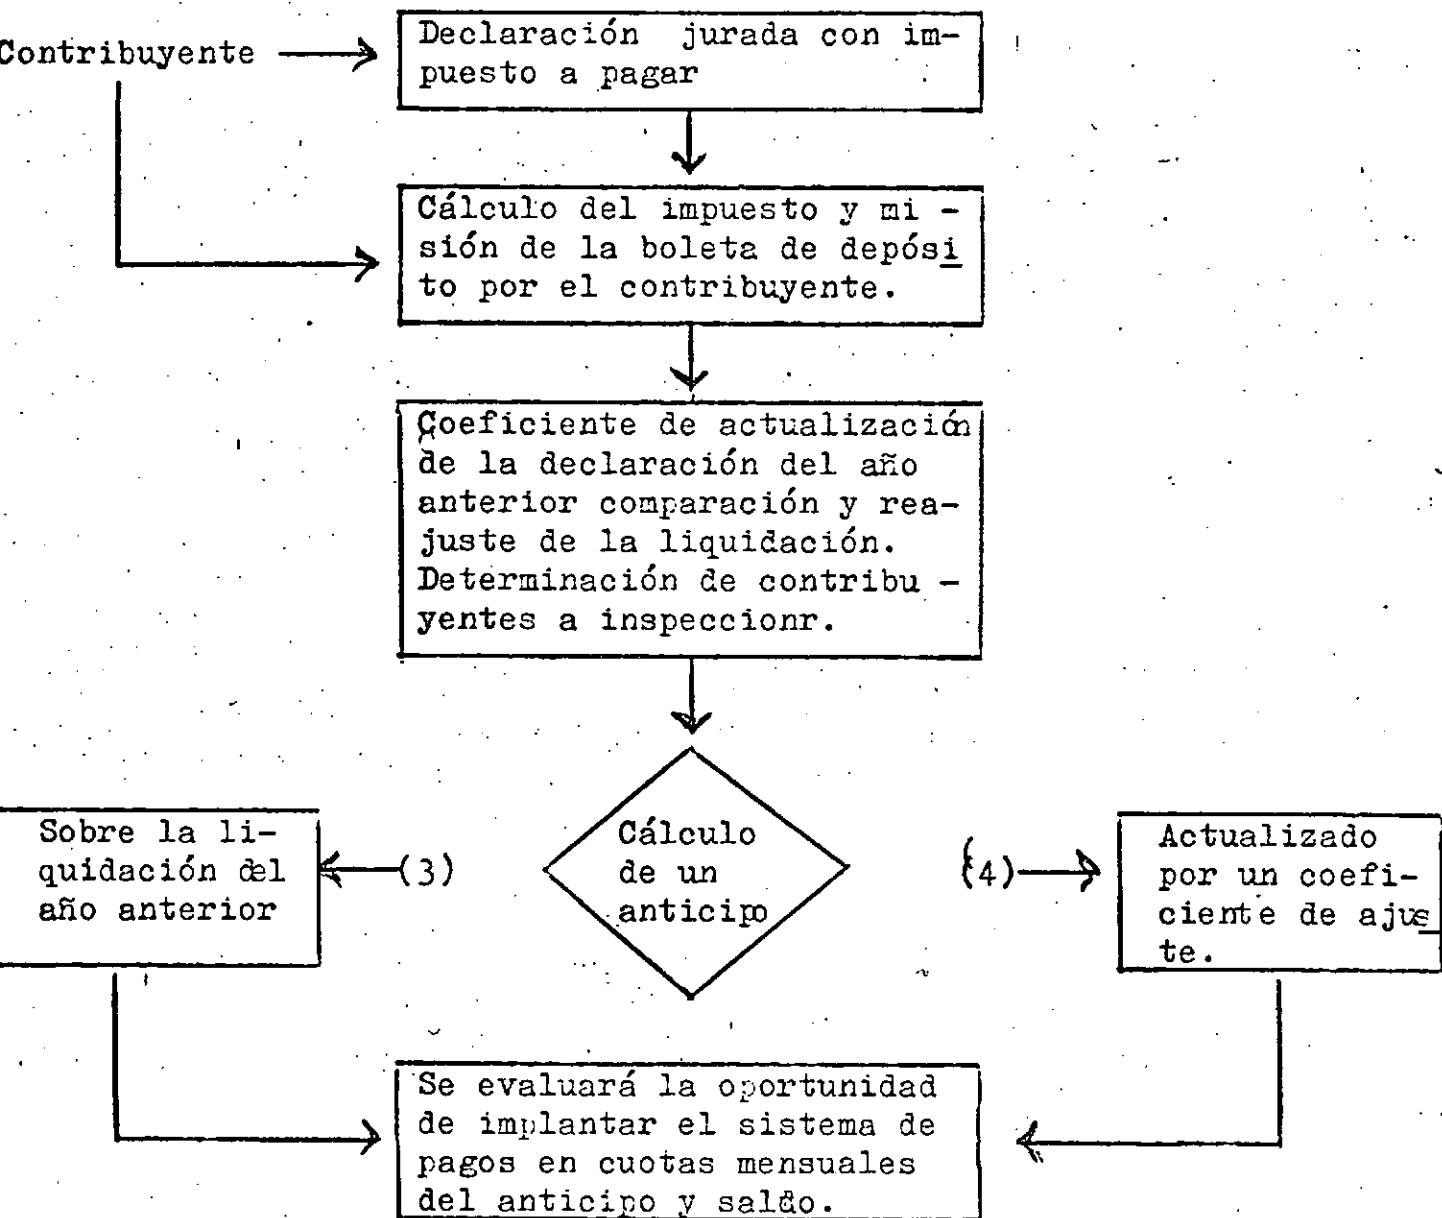 Contribuyente
Declaración jurada con im-
puesto a pagar
Cálculo del impuesto y mi -
sión de la boleta de depósi
to por el contribuyente.
Coeficiente de actualización
de la declaración del año
anterior comparación y rea-
juste de la liquidación.
Determinación de contribu -
yentes a inspeccionr.
Cálculo
de un
anticipo
(3)
Sobre la li-
quidación del
año anterior
(4)
Actualizado
por un coefi-
ciente de ajus
te.
Se evaluará la oportunidad
de implantar el sistema de
pagos en cuotas mensuales
del anticipo y saldo.